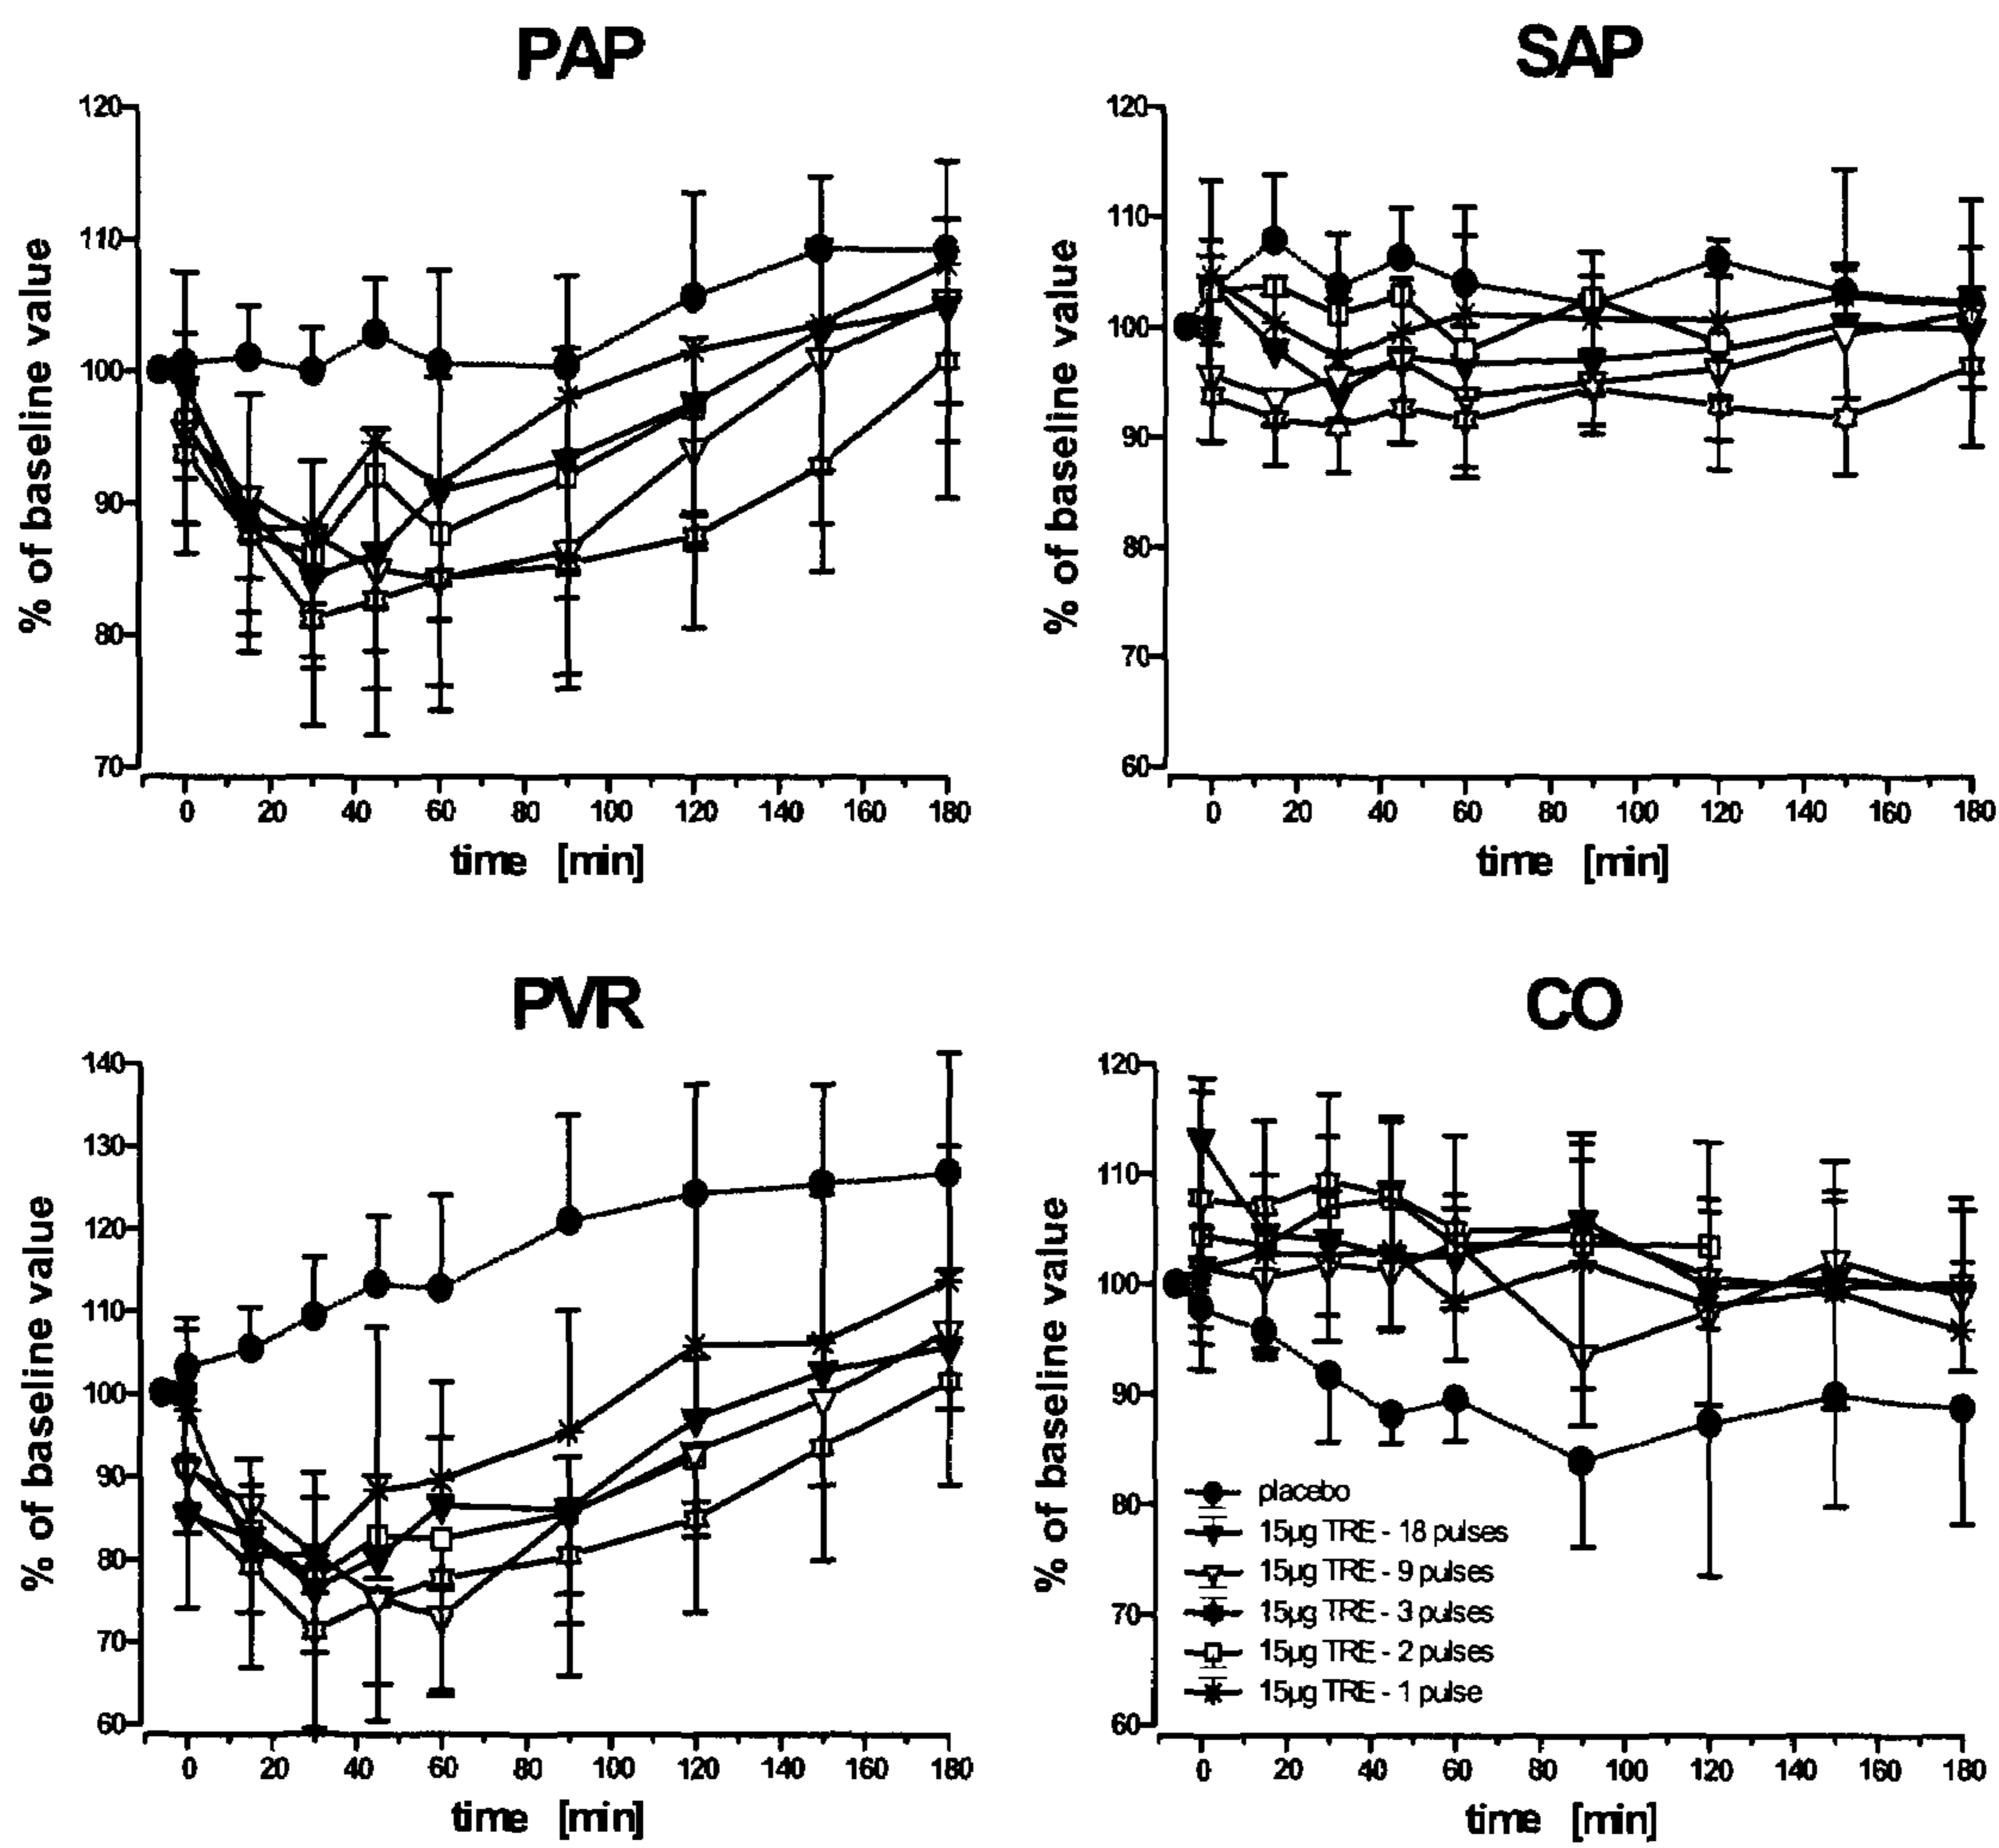 PAP
120
110
100
90
80
70
% of baseline value
0 20 40 60 80 100 120 140 160 180
time [min]
SAP
120
110
100
90
80
70
60
% of baseline value
0 20 40 60 80 100 120 140 160 180
time [min]
PVR
140
130
120
110
100
90
80
70
60
% of baseline value
0 20 40 60 80 100 120 140 160 180
time [min]
CO
120
110
100
90
80
70
60
% of baseline value
placebo
15µg TRE - 18 pulses
15µg TRE - 9 pulses
15µg TRE - 3 pulses
15µg TRE - 2 pulses
15µg TRE - 1 pulse
0 20 40 60 80 100 120 140 160 180
time [min]